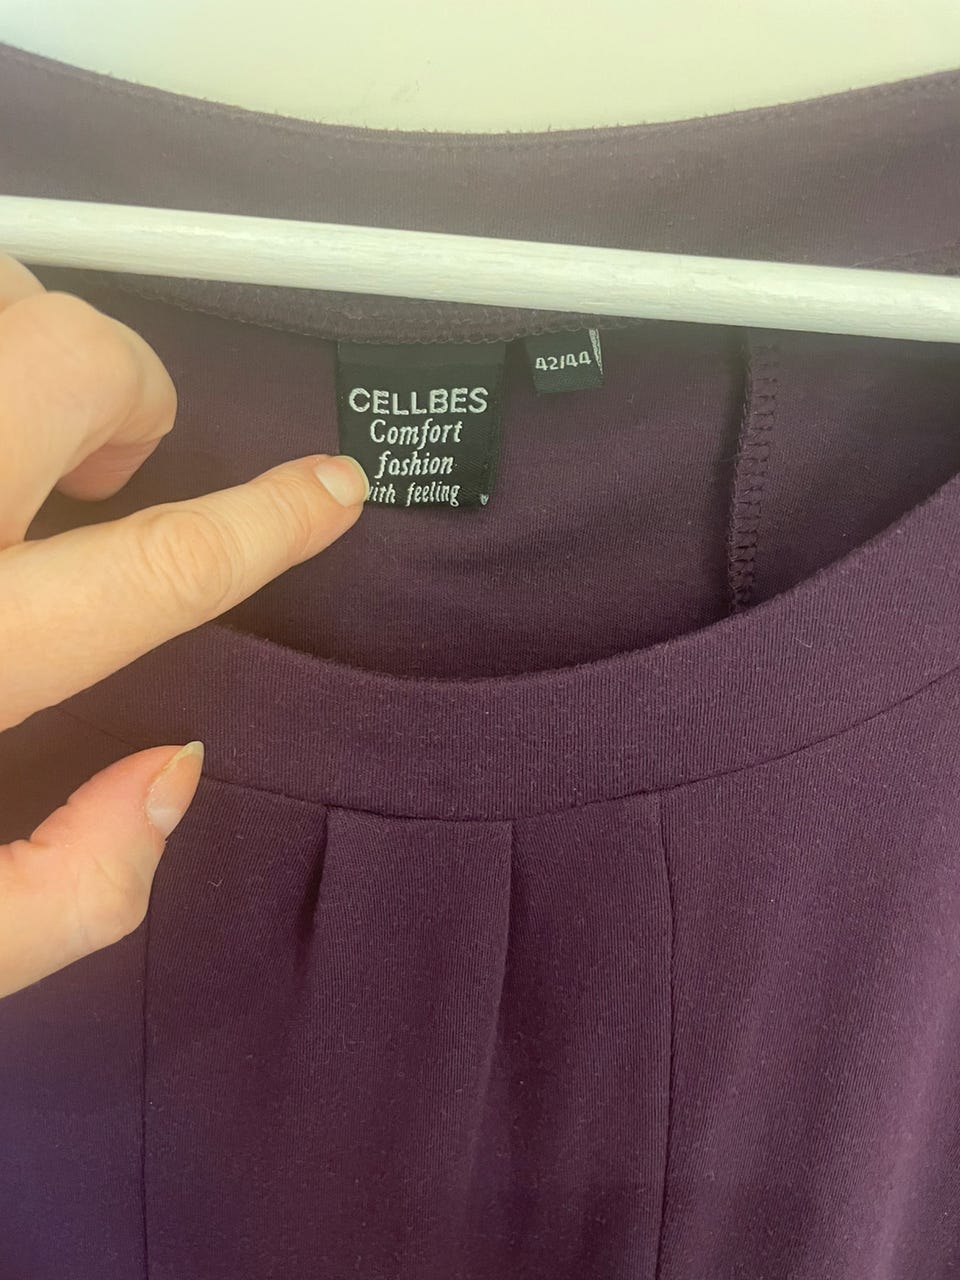 CELLBES
Comfort
fashion
with feeling
42/44